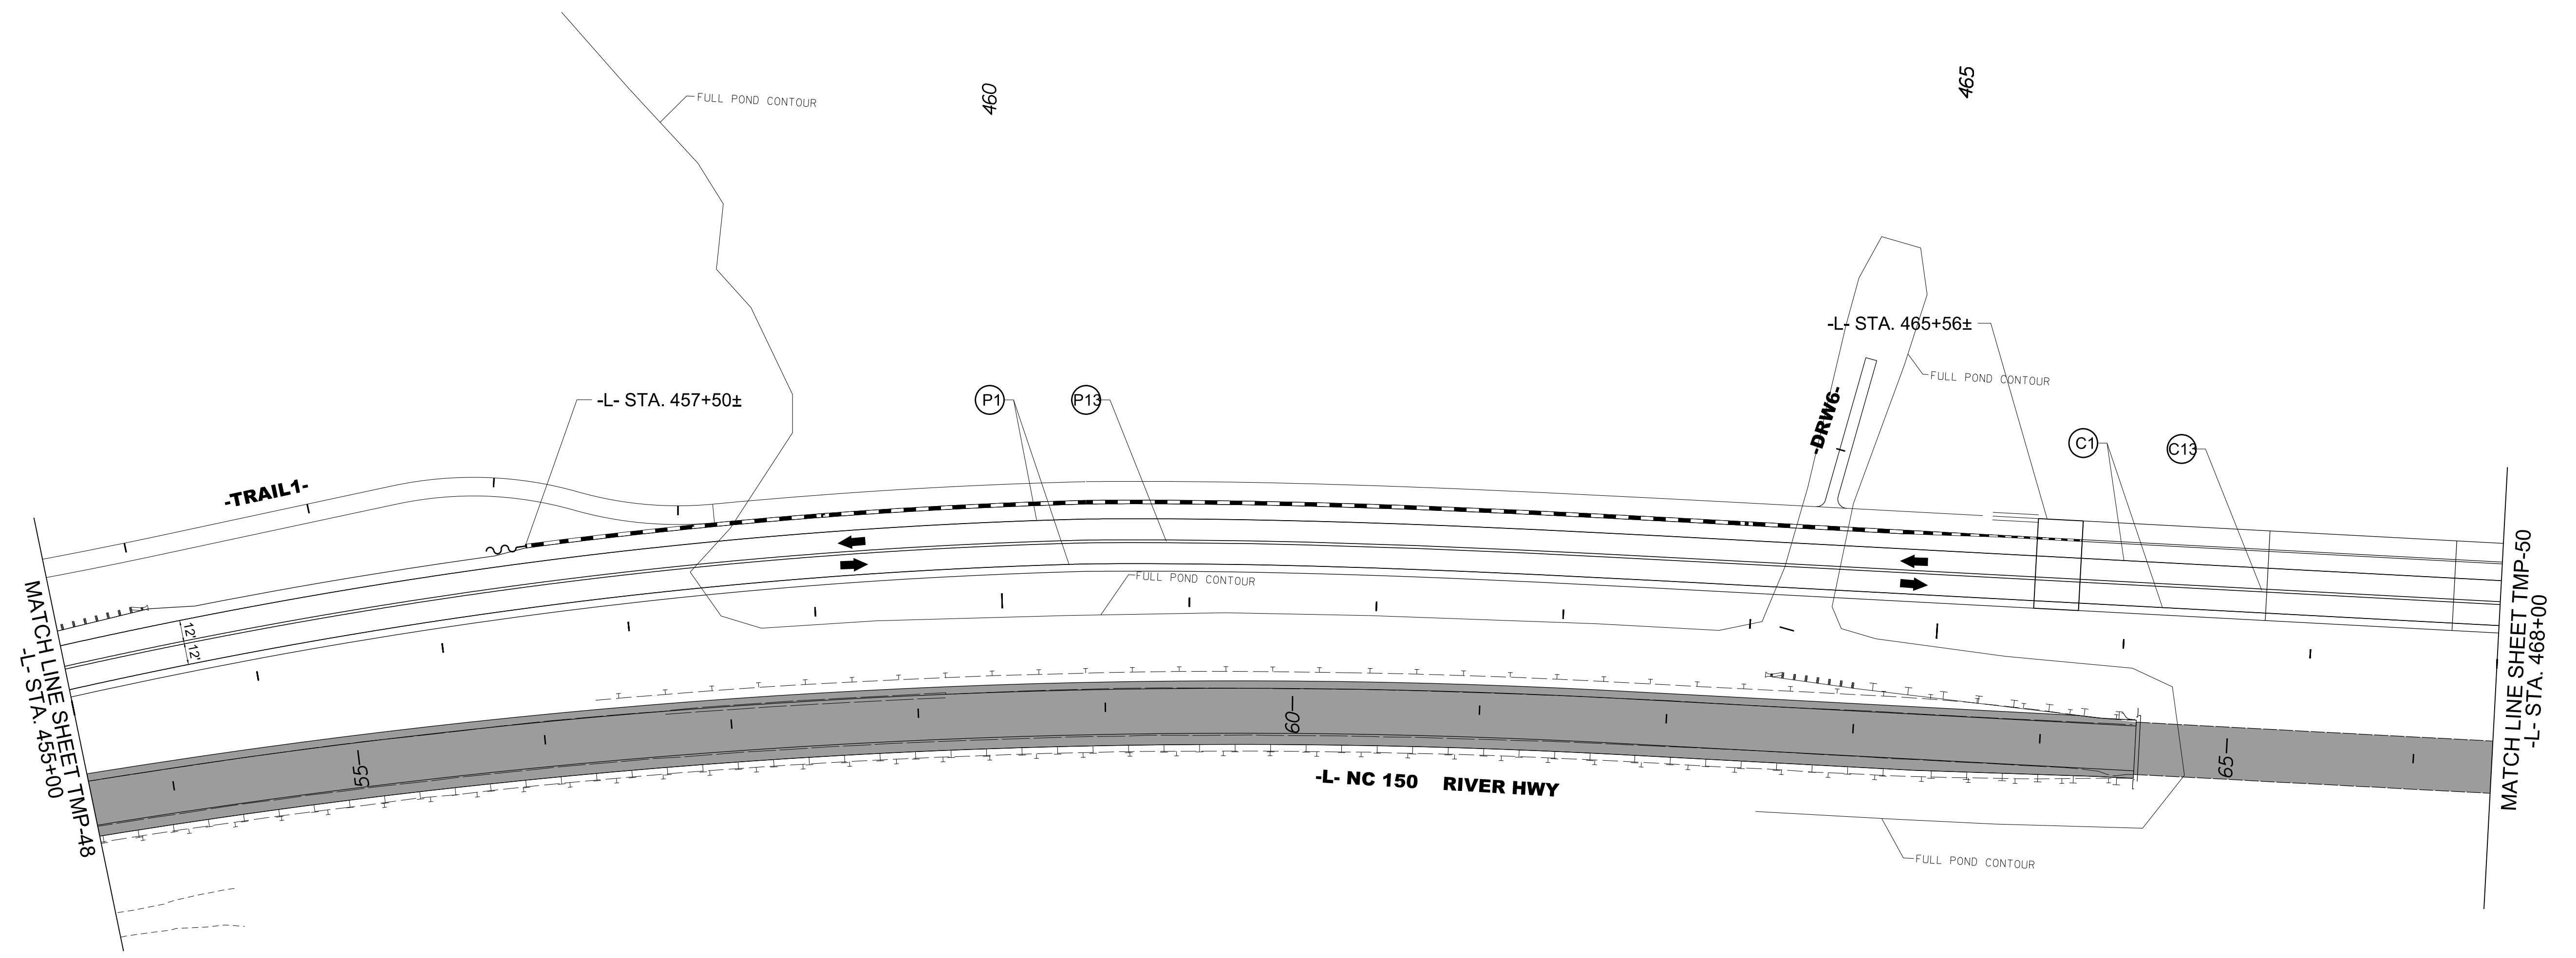 FULL POND CONTOUR
460
465
-L- STA. 465+56±
FULL POND CONTOUR
-L- STA. 457+50±
P1
P13
-DRW6-
C1
C13
-TRAIL1-
FULL POND CONTOUR
12'
12'
MATCH LINE SHEET TMP-48
-L- STA. 455+00
MATCH LINE SHEET TMP-50
-L- STA. 468+00
55
60
65
-L- NC 150 RIVER HWY
FULL POND CONTOUR